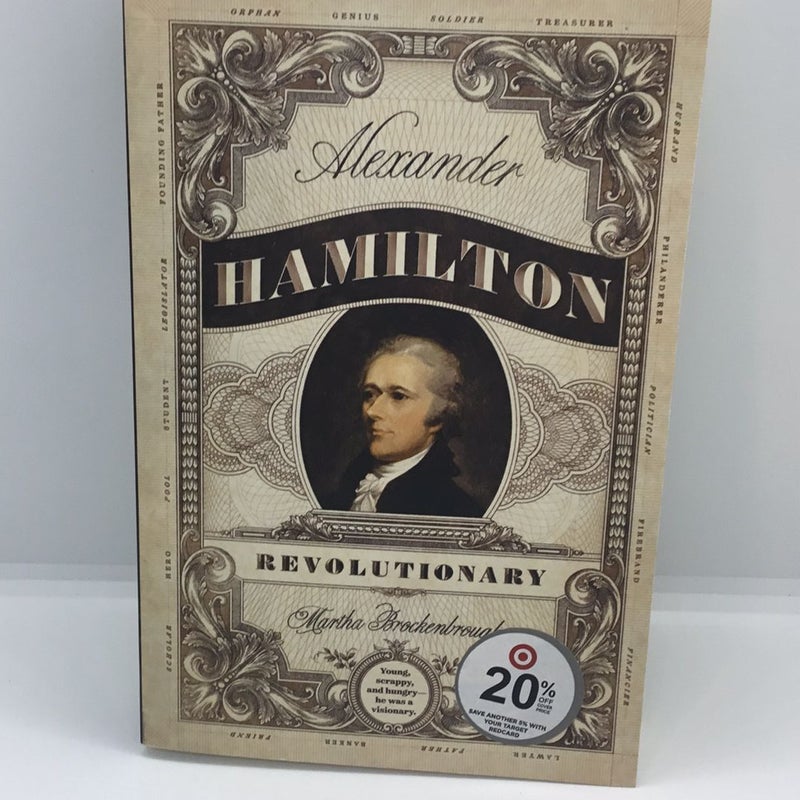 ORPHAN GENIUS SOLDIER TREASURER
HUSBAND
PHILANDERER
POLITICIAN
FIREBRAND
FINANCIER
LAWYER
FATHER
BANKER
FRIEND
SCHOLAR
HERO
FOOL
STUDENT
LEGISLATOR
FOUNDING FATHER
Alexander
HAMILTON
REVOLUTIONARY
Martha Brockenbrough
Young,
scrappy,
and hungry—
he was a
visionary.
20% OFF
COVER
PRICE
SAVE ANOTHER 5% WITH
YOUR TARGET
REDCARD